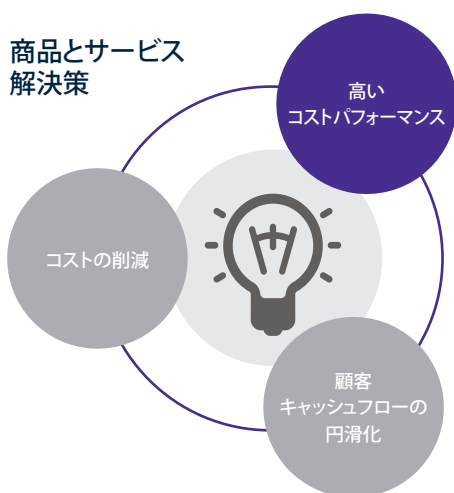 商品とサービス
解決策
高い
コストパフォーマンス
コストの削減
顧客
キャッシュフローの
円滑化